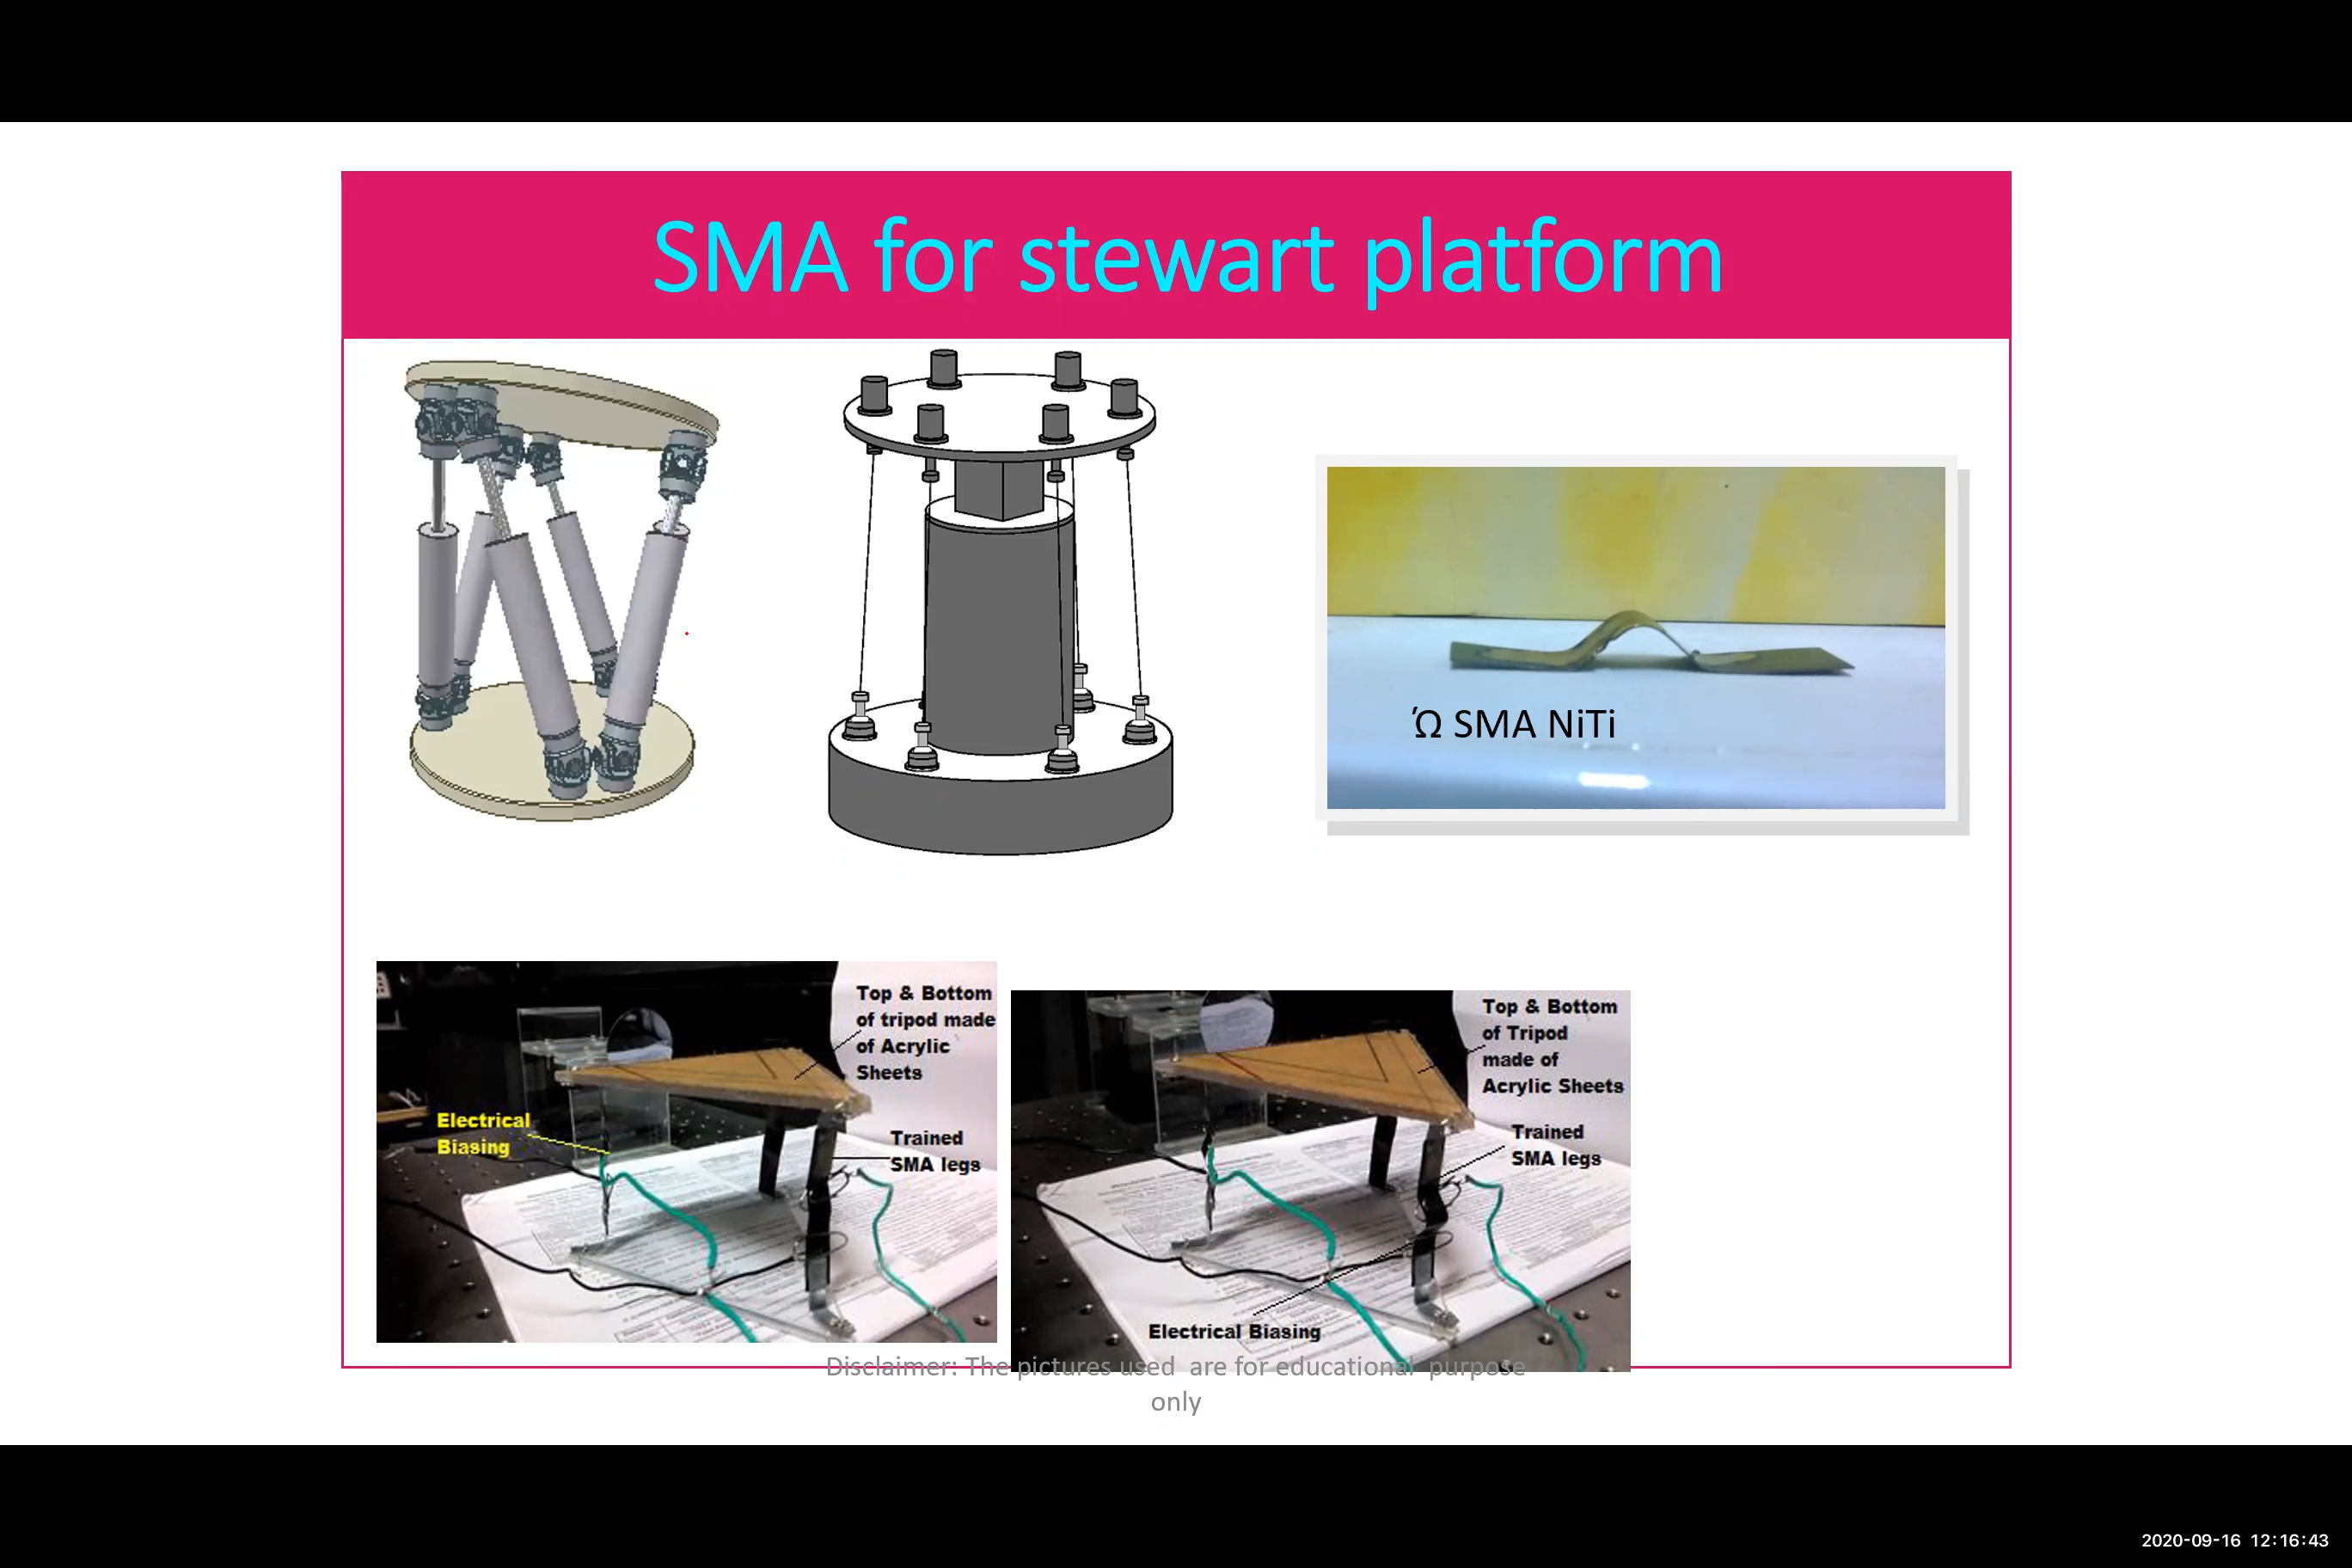 SMA for stewart platform
Ώ SMA NiTi
Top & Bottom
of tripod made
of Acrylic
Sheets
Electrical
Biasing
Trained
SMA legs
Top & Bottom
of Tripod
made of
Acrylic Sheets
Trained
SMA legs
Electrical Biasing
Disclaimer: The pictures used  are for educational  purpose
only
2020-09-16 12:16:43